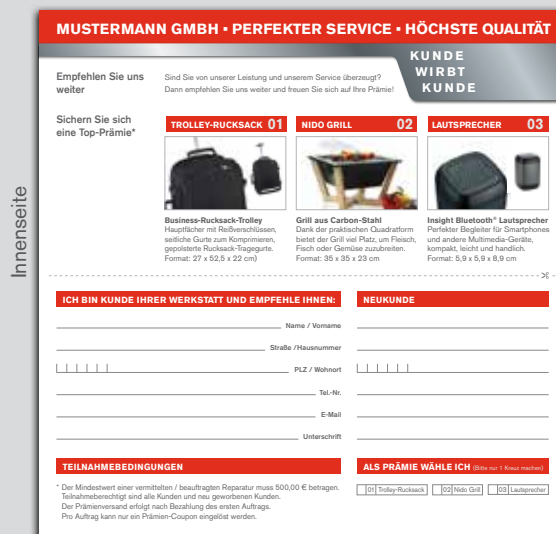 Innenseite
MUSTERMANN GMBH ▪ PERFEKTER SERVICE ▪ HÖCHSTE QUALITÄT
KUNDE
WIRBT
KUNDE
Empfehlen Sie uns
weiter
Sind Sie von unserer Leistung und unserem Service überzeugt?
Dann empfehlen Sie uns weiter und freuen Sie sich auf Ihre Prämie!
Sichern Sie sich
eine Top-Prämie*
TROLLEY-RUCKSACK 01
Business-Rucksack-Trolley
Hauptfächer mit Reißverschlüssen,
seitliche Gurte zum Komprimieren,
gepolsterte Rucksack-Tragegurte.
Format: 27 x 52,5 x 22 cm)
NIDO GRILL 02
Grill aus Carbon-Stahl
Dank der praktischen Quadratform
bietet der Grill viel Platz, um Fleisch,
Fisch oder Gemüse zuzubereiten.
Format: 35 x 35 x 23 cm
LAUTSPRECHER 03
Insight Bluetooth® Lautsprecher
Perfekter Begleiter für Smartphones
und andere Multimedia-Geräte,
kompakt, leicht und handlich.
Format: 5,9 x 5,9 x 8,9 cm
ICH BIN KUNDE IHRER WERKSTATT UND EMPFEHLE IHNEN:
NEUKUNDE
Name / Vorname
Straße /Hausnummer
PLZ / Wohnort
Tel.-Nr.
E-Mail
Unterschrift
TEILNAHMEBEDINGUNGEN
* Der Mindestwert einer vermittelten / beauftragten Reparatur muss 500,00 € betragen.
Teilnahmeberechtigt sind alle Kunden und neu geworbenen Kunden.
Der Prämienversand erfolgt nach Bezahlung des ersten Auftrags.
Pro Auftrag kann nur ein Prämien-Coupon eingelöst werden.
ALS PRÄMIE WÄHLE ICH (Bitte nur 1 Kreuz machen)
01 Trolley-Rucksack 02 Nido Grill 03 Lautsprecher